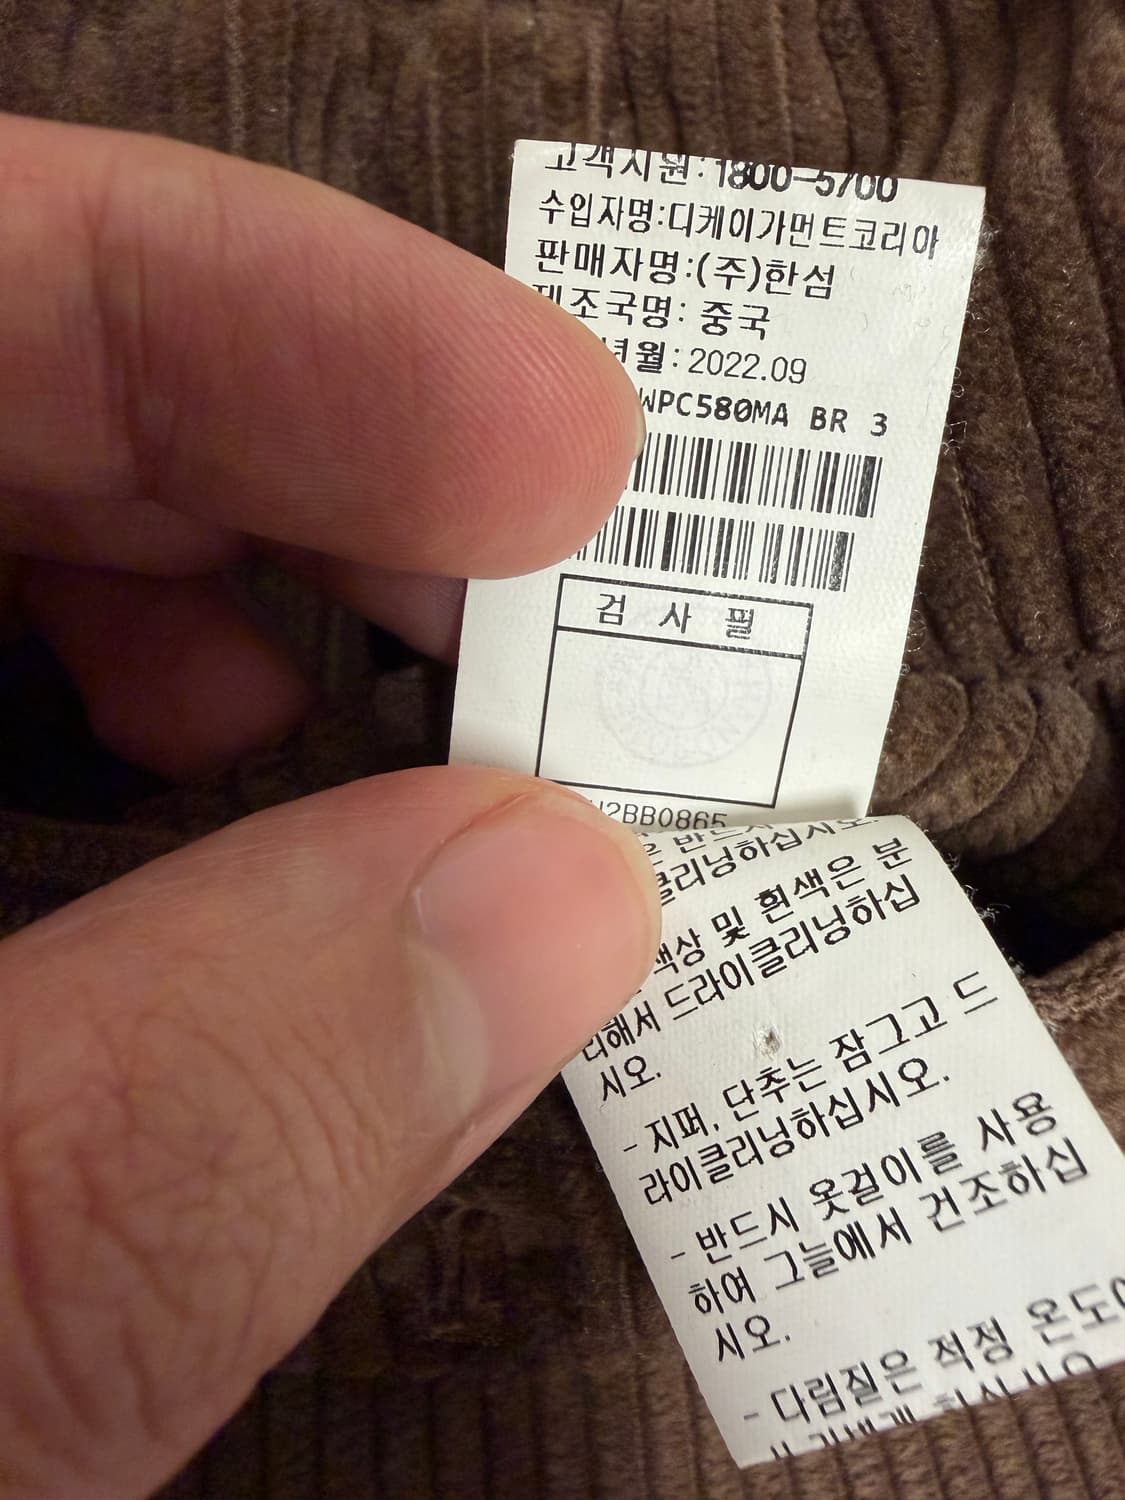 고객지원:1800-5700
수입자명:디케이가먼트코리아
판매자명:(주)한섬
제조국명: 중국
년월:2022.09
WPC580MA BR 3
검 사 필
2BB0865
은 반드시
클리닝하십시오.
색상 및 흰색은 분
리해서 드라이클리닝하십
시오.
- 지퍼, 단추는 잠그고 드
라이클리닝하십시오.
- 반드시 옷걸이를 사용
하여 그늘에서 건조하십
시오.
- 다림질은 적정 온도에